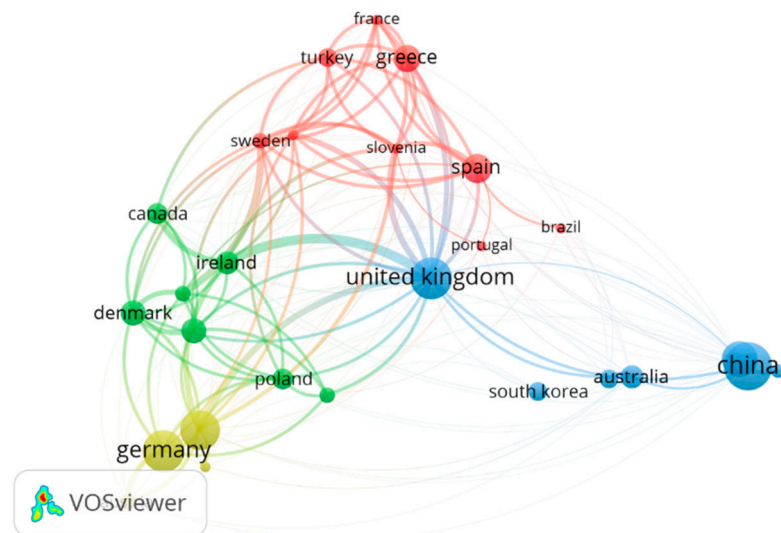 france
turkey
greece
sweden
slovenia
spain
canada
brazil
portugal
ireland
united kingdom
denmark
china
poland
australia
south korea
germany
VOSviewer